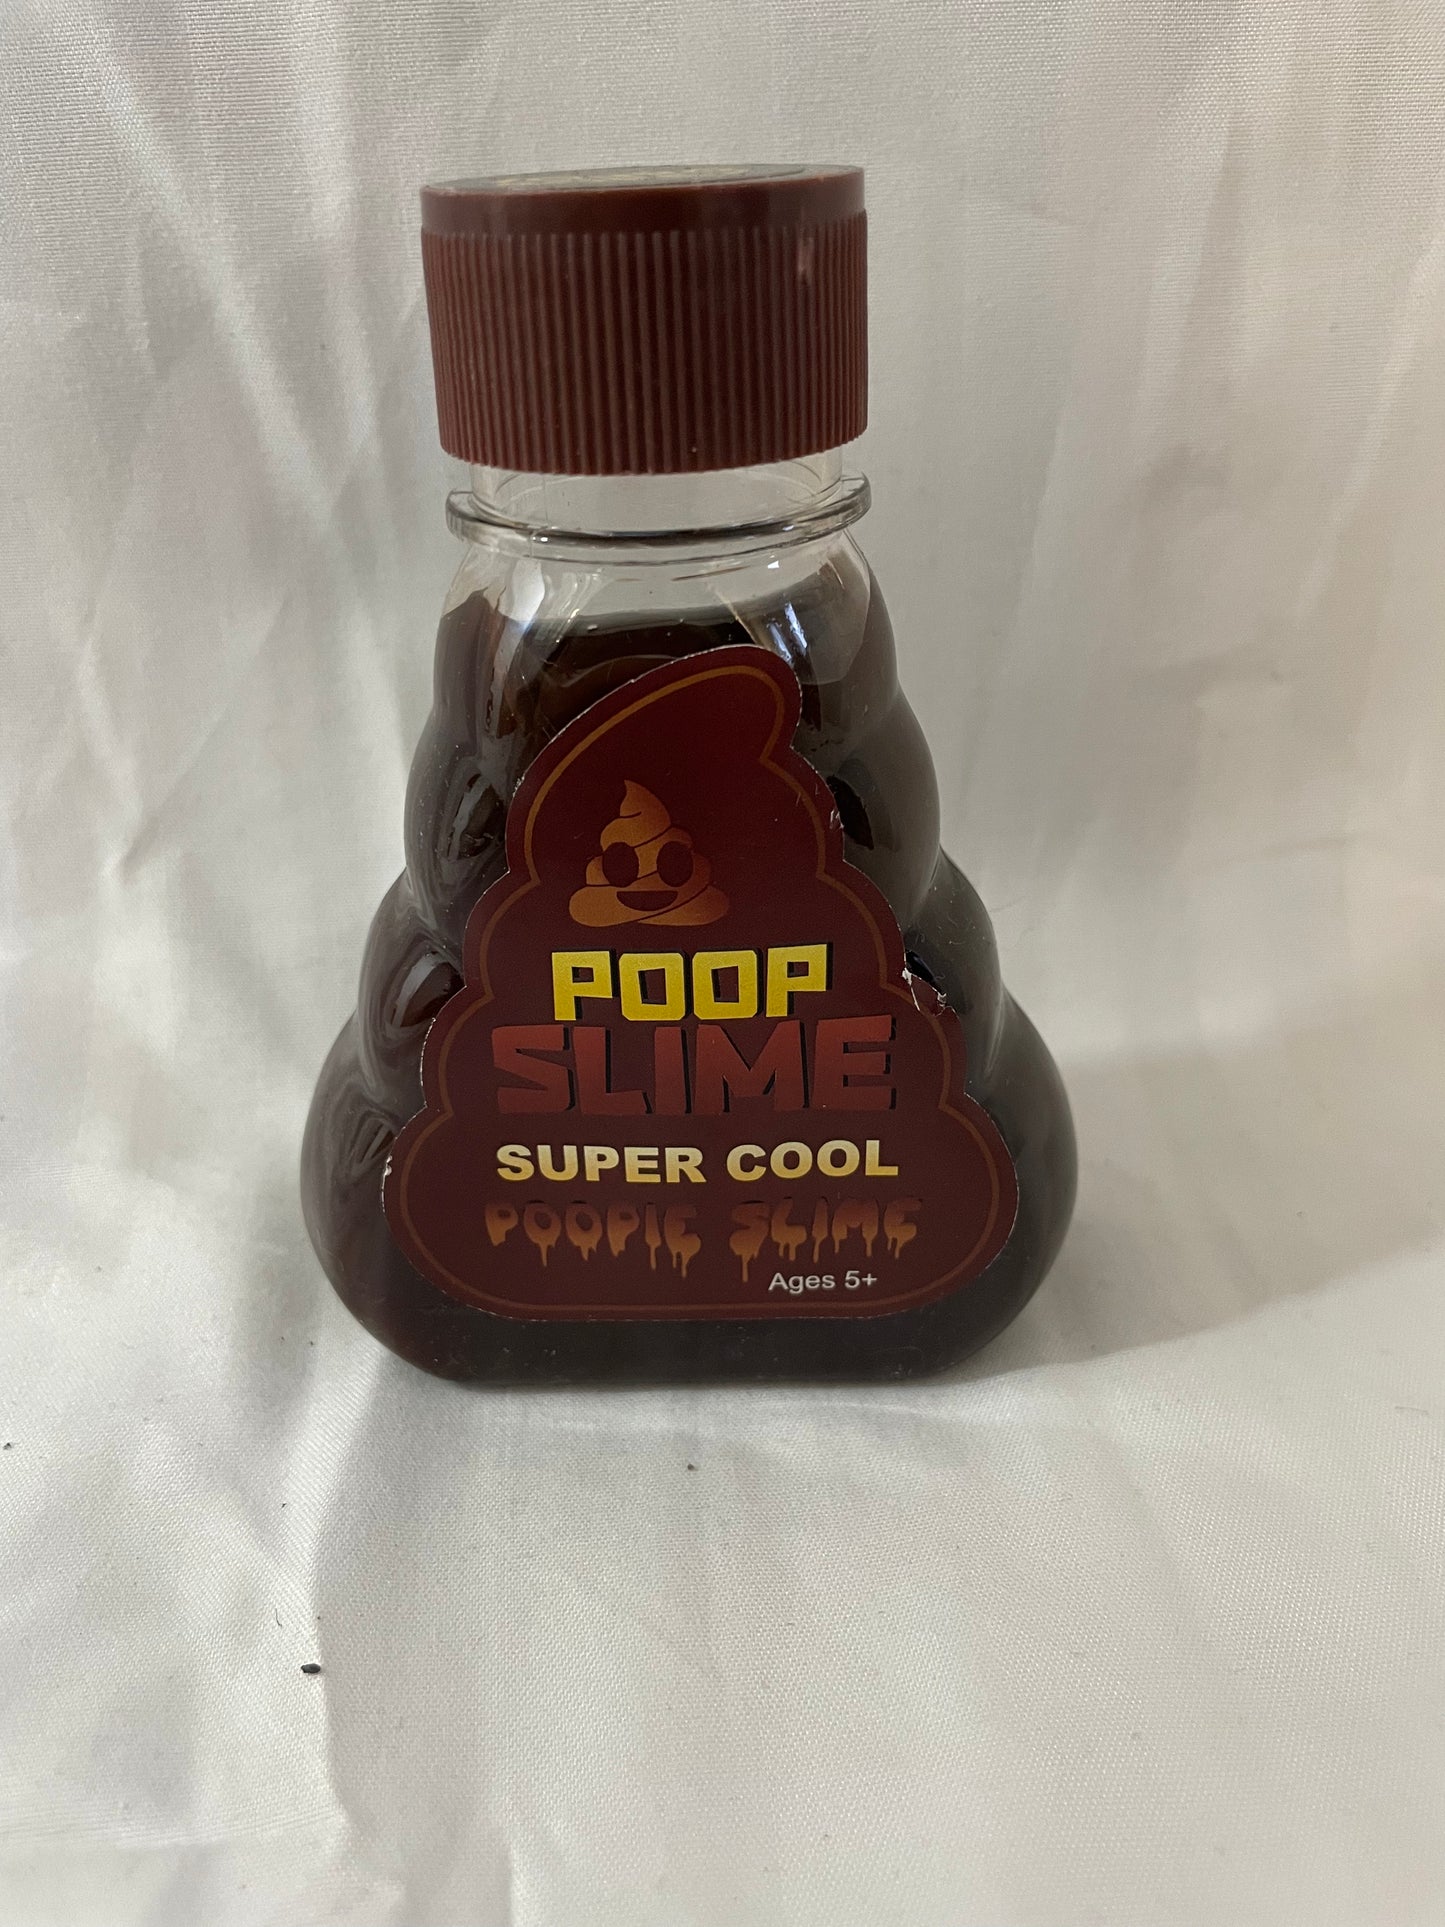 POOP
SLIME
SUPER COOL
POOPIE SLIME
Ages 5+